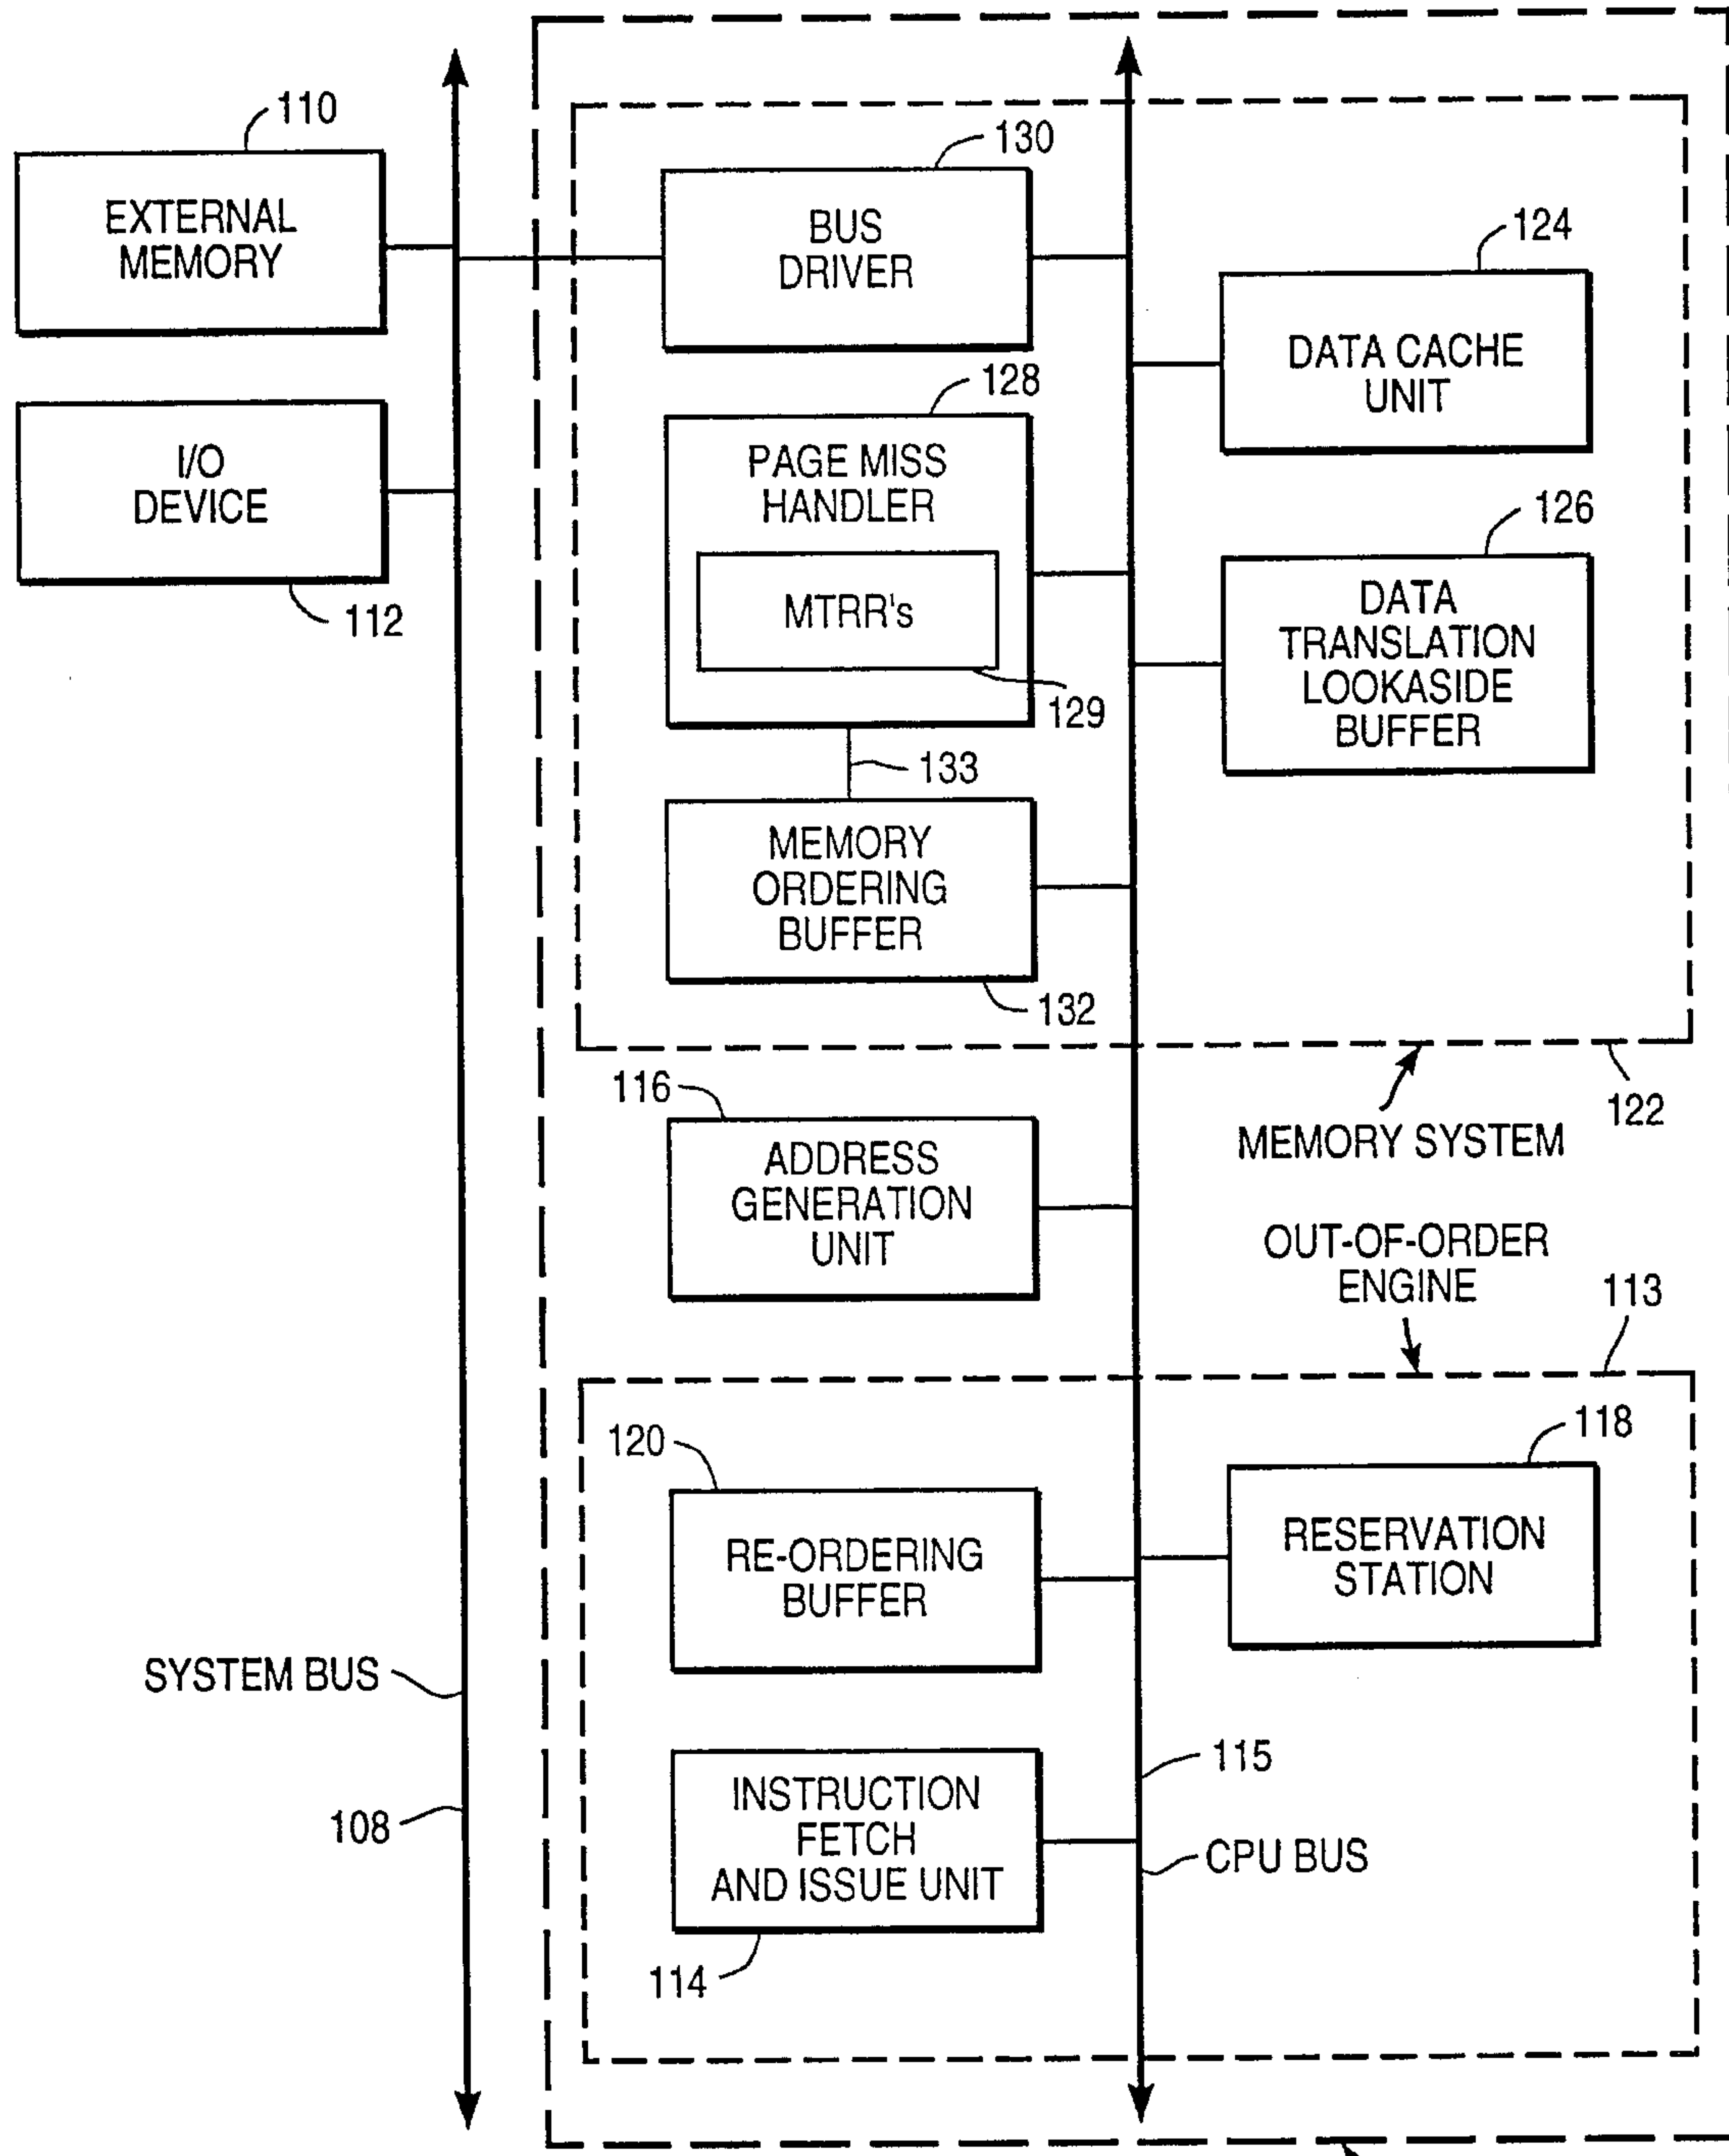 110
EXTERNAL
MEMORY
I/O
DEVICE
112
130
BUS
DRIVER
124
DATA CACHE
UNIT
128
PAGE MISS
HANDLER
MTRR's
129
126
DATA
TRANSLATION
LOOKASIDE
BUFFER
133
MEMORY
ORDERING
BUFFER
132
122
MEMORY SYSTEM
116
ADDRESS
GENERATION
UNIT
OUT-OF-ORDER
ENGINE
113
120
RE-ORDERING
BUFFER
118
RESERVATION
STATION
SYSTEM BUS
108
115
CPU BUS
INSTRUCTION
FETCH
AND ISSUE UNIT
114